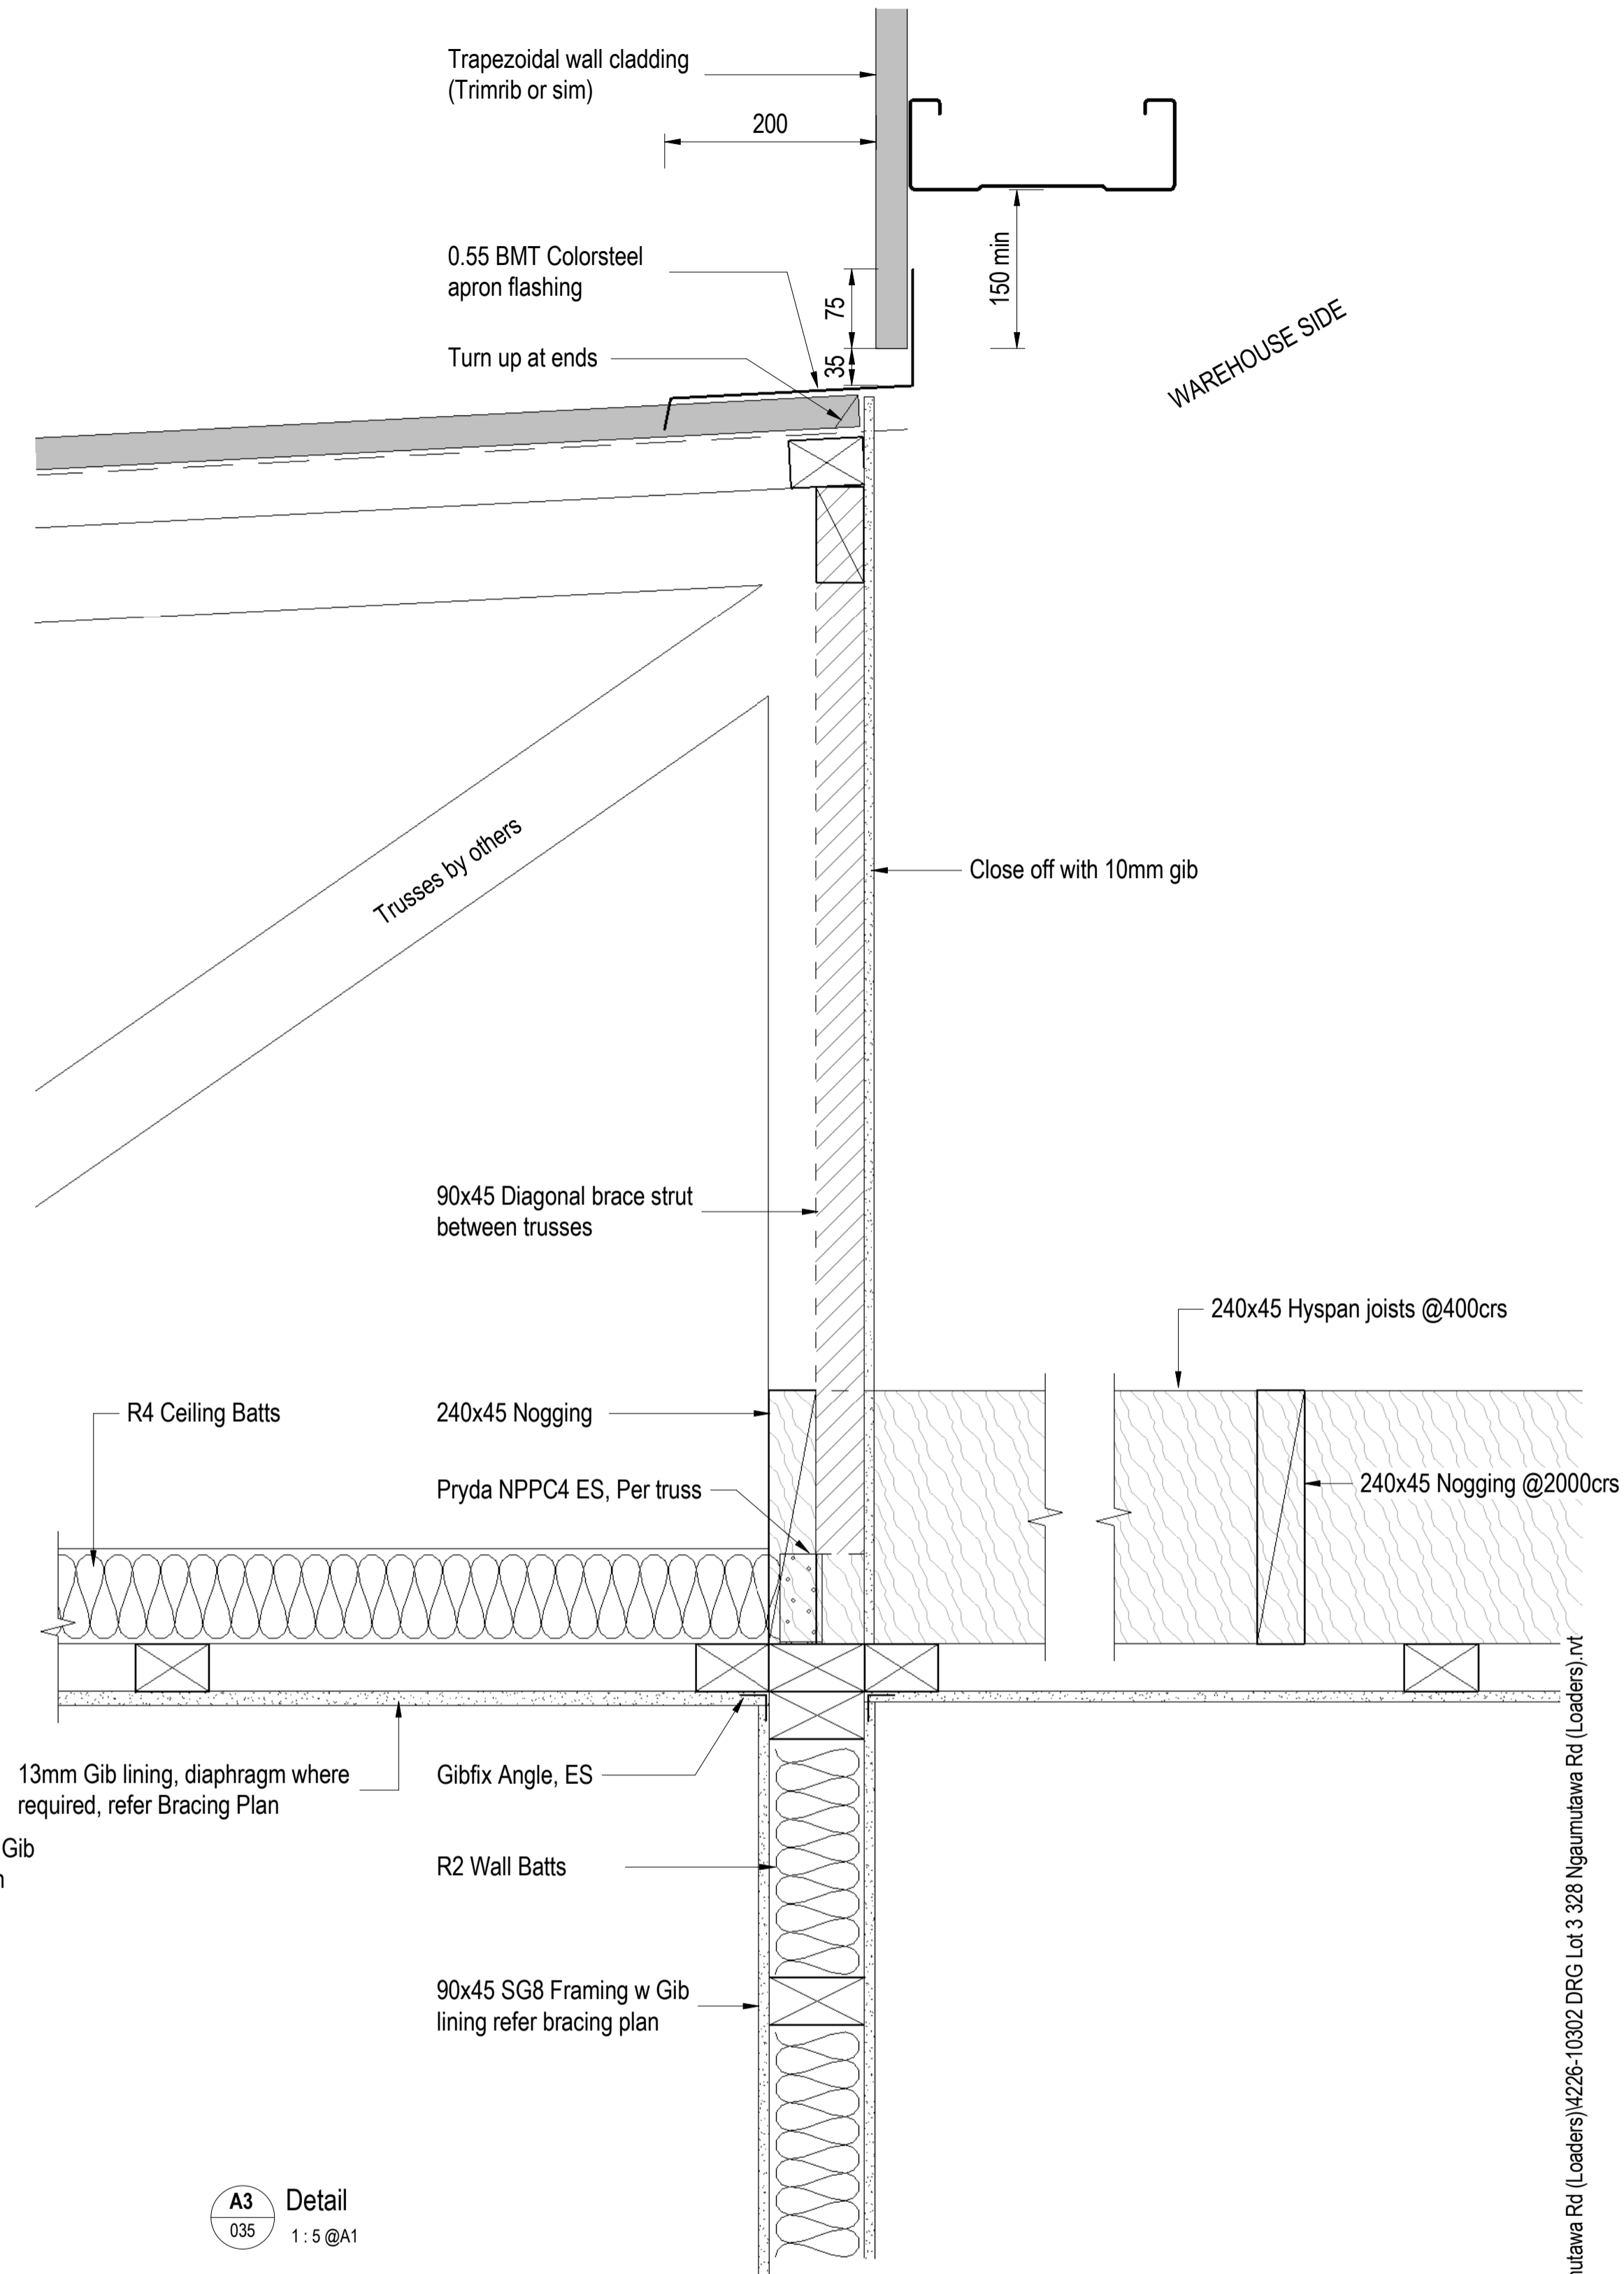 Trapezoidal wall cladding
(Trimrib or sim)
200
0.55 BMT Colorsteel
apron flashing
150 min
75
WAREHOUSE SIDE
Turn up at ends
35
Trusses by others
Close off with 10mm gib
90x45 Diagonal brace strut
between trusses
240x45 Hyspan joists @400crs
R4 Ceiling Batts
240x45 Nogging
240x45 Nogging @2000crs
Pryda NPPC4 ES, Per truss
13mm Gib lining, diaphragm where
required, refer Bracing Plan
Gibfix Angle, ES
Gib
R2 Wall Batts
90x45 SG8 Framing w Gib
lining refer bracing plan
A3
035
Detail
1 : 5 @A1
utawa Rd (Loaders)\4226-10302 DRG Lot 3 328 Ngaumutawa Rd (Loaders).rvt